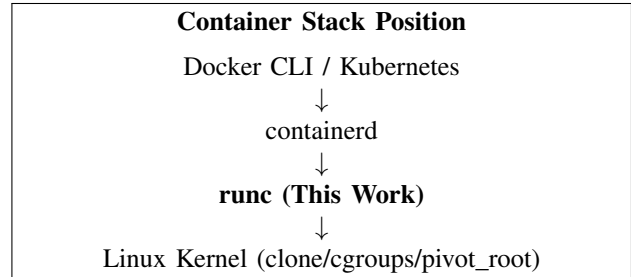 Container Stack Position
Docker CLI / Kubernetes
↓
containerd
↓
runc (This Work)
↓
Linux Kernel (clone/cgroups/pivot_root)